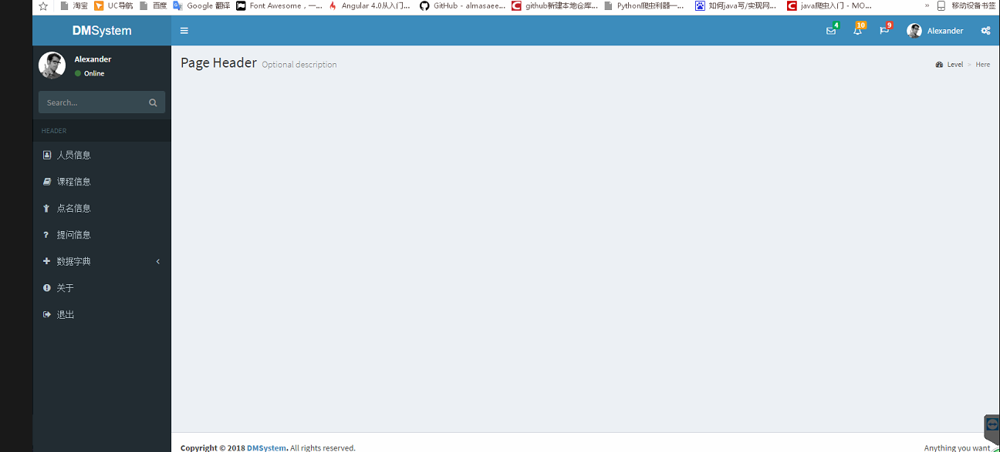 淘宝 UC导航 百度 Google 翻译 Font Awesome，一... Angular 4.0从入门... GitHub - almasaee... github新建本地仓库... Python爬虫利器一... 如何java写/实现网... java爬虫入门 - MO... » 移动设备书签
DMSystem 4 10 9 Alexander
Alexander
Online
Page Header Optional description
Level > Here
Search...
HEADER
人员信息
课程信息
点名信息
提问信息
数据字典
关于
退出
Copyright © 2018 DMSystem. All rights reserved. Anything you want